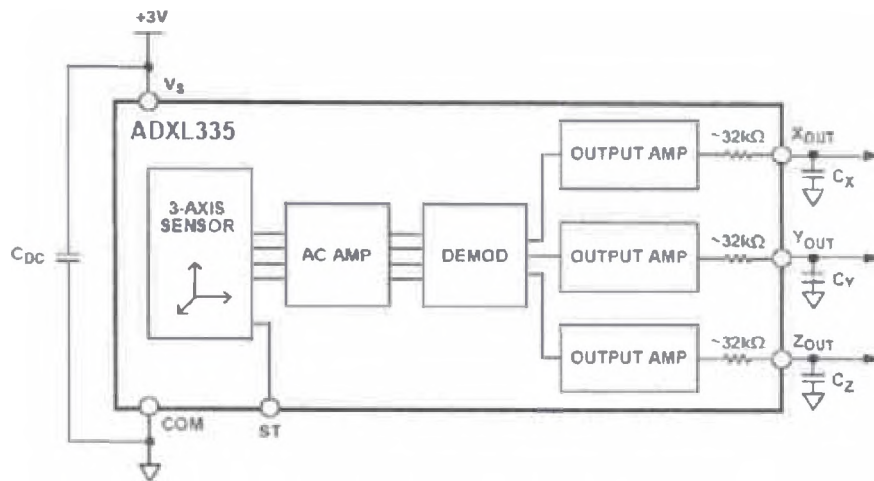 +3V
VS
ADXL335
3-AXIS
SENSOR
AC AMP
DEMOD
OUTPUT AMP
~32kΩ
XOUT
CX
OUTPUT AMP
~32kΩ
YOUT
CY
OUTPUT AMP
~32kΩ
ZOUT
CZ
CDC
COM
ST